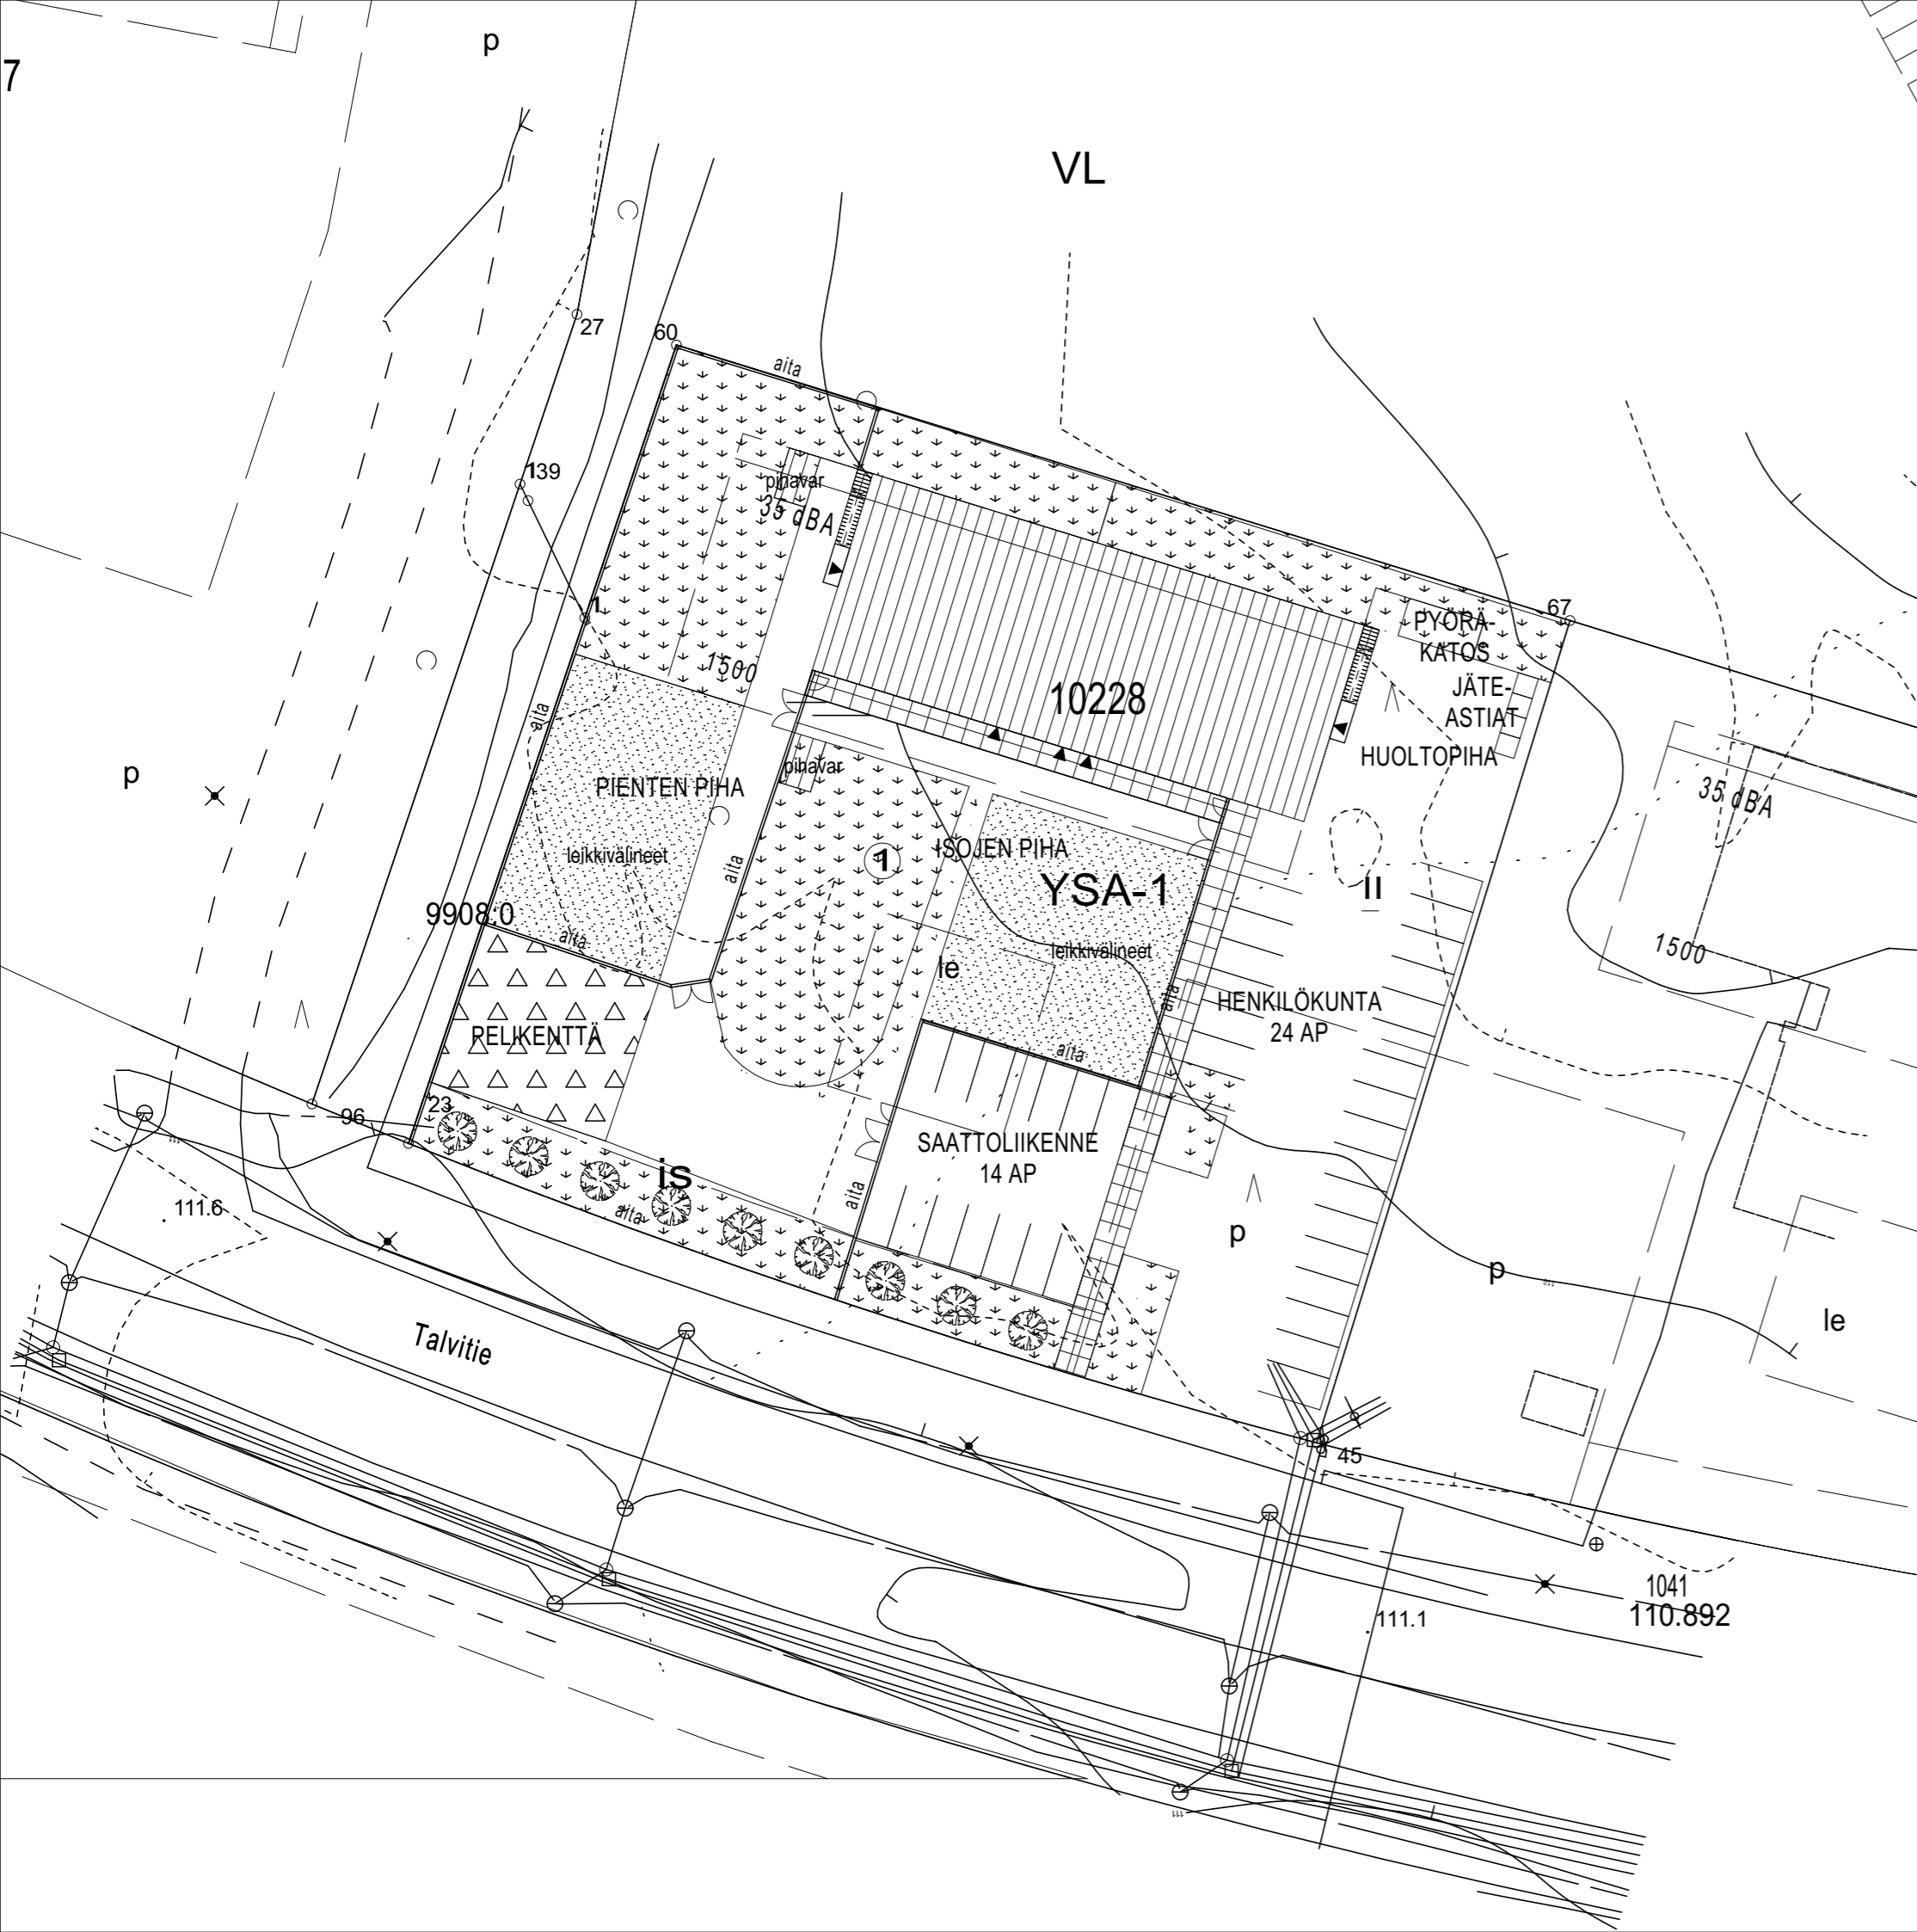 p
7
VL
27
60
aita
139
pihavar
35 dBA
1
67
PYÖRÄ-
KATOS
1500
JÄTE-
ASTIAT
10228
aita
HUOLTOPIHA
p
pihavar
PIENTEN PIHA
35 dBA
leikkivälineet
aita
1
ISOJEN PIHA
YSA-1
II
9908:0
aita
leikkivälineet
1500
le
aita
HENKILÖKUNTA
24 AP
PELIKENTTÄ
aita
23
96
SAATTOLIIKENNE
14 AP
is
aita
aita
111.6
p
p
le
Talvitie
45
1041
110.892
111.1
110
111
111